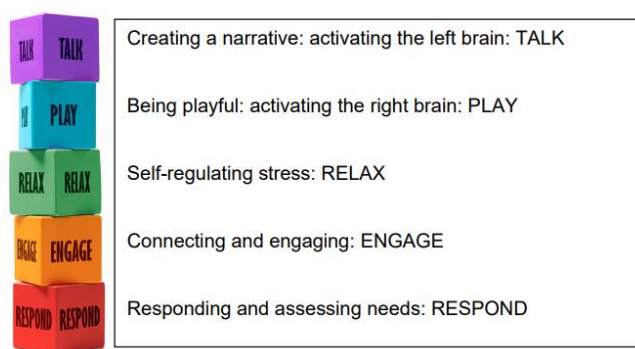 TALK TALK
Creating a narrative: activating the left brain: TALK
PLAY PLAY
Being playful: activating the right brain: PLAY
RELAX RELAX
Self-regulating stress: RELAX
ENGAGE ENGAGE
Connecting and engaging: ENGAGE
RESPOND RESPOND
Responding and assessing needs: RESPOND